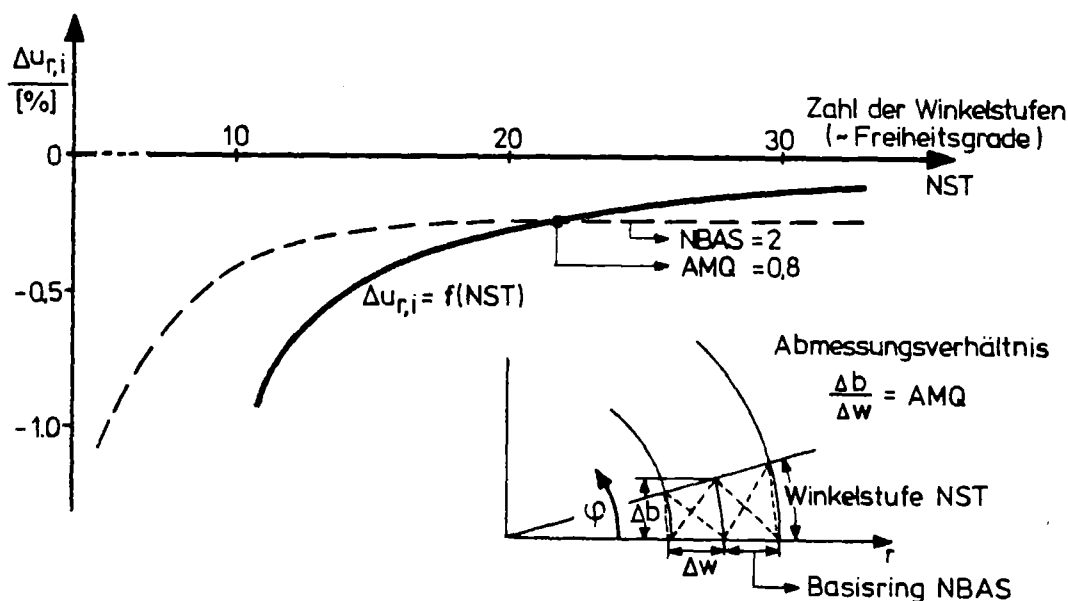 Δu_r,i
[%]
Zahl der Winkelstufen
(~Freiheitsgrade)
10
20
30
0
NST
NBAS = 2
AMQ = 0,8
-0,5
Δu_r,i = f(NST)
Abmessungsverhältnis
Δb
Δw
= AMQ
-1.0
Winkelstufe NST
φ
Δb
r
Δw
Basisring NBAS